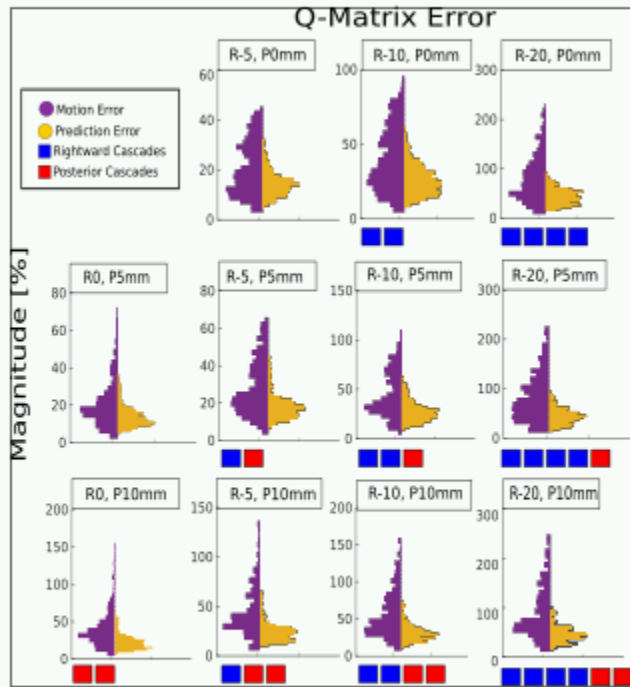 Q-Matrix Error
Magnitude [%]
Motion Error
Prediction Error
Rightward Cascades
Posterior Cascades
R-5, P0mm
60
40
20
0
R-10, P0mm
100
50
0
R-20, P0mm
300
200
100
0
R0, P5mm
80
60
40
20
0
R-5, P5mm
80
60
40
20
0
R-10, P5mm
150
100
50
0
R-20, P5mm
300
200
100
0
R0, P10mm
200
150
100
50
0
R-5, P10mm
150
100
50
0
R-10, P10mm
200
150
100
50
0
R-20, P10mm
300
200
100
0